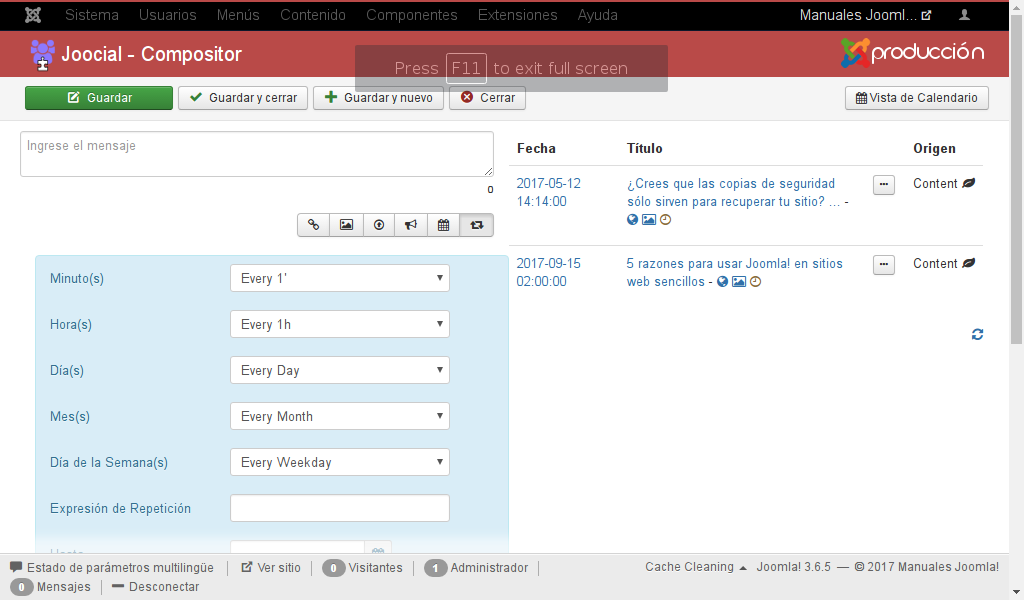 Sistema Usuarios Menús Contenido Componentes Extensiones Ayuda Manuales Jooml...
Joocial - Compositor
producción
Press F11 to exit full screen
Guardar Guardar y cerrar Guardar y nuevo Cerrar Vista de Calendario
Ingrese el mensaje
0
Fecha Título Origen
2017-05-12 14:14:00
¿Crees que las copias de seguridad
sólo sirven para recuperar tu sitio? ... -
Content
2017-09-15 02:00:00
5 razones para usar Joomla! en sitios
web sencillos -
Content
Minuto(s) Every 1'
Hora(s) Every 1h
Día(s) Every Day
Mes(s) Every Month
Día de la Semana(s) Every Weekday
Expresión de Repetición
Hasta
Estado de parámetros multilingüe Ver sitio 0 Visitantes 1 Administrador Cache Cleaning Joomla! 3.6.5 — © 2017 Manuales Joomla!
0 Mensajes Desconectar